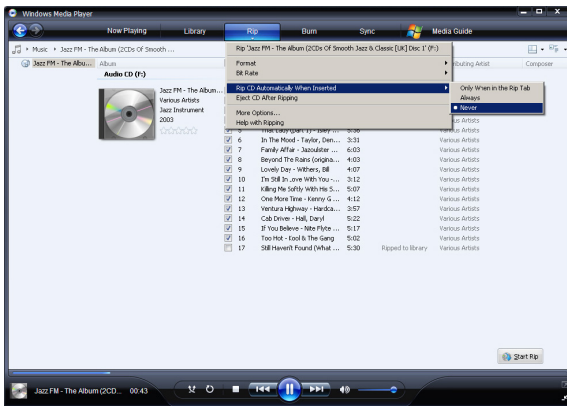 Windows Media Player
Now Playing Library Rip Burn Sync Media Guide
Music Jazz FM - The Album (2CDs Of Smooth ...
Rip 'Jazz FM - The Album (2CDs Of Smooth Jazz & Classic [UK] Disc 1' (F:)
Jazz FM - The Albu... Album Composer
Format
Audio CD (F:)
Bit Rate
Rip CD Automatically When Inserted
Only When in the Rip Tab
Jazz FM - The Album...
Eject CD After Ripping
Always
Various Artists
Never
Jazz Instrument
More Options...
2003
Help with Ripping
Various Artists
5:38 Various Artists
6 In The Mood - Taylor, Den... 3:31 Various Artists
7 Family Affair - Jazoulster ... 6:03 Various Artists
8 Beyond The Rains (origina... 4:03 Various Artists
9 Lovely Day - Withers, Bill 4:07 Various Artists
10 I'm Still In Love With You -... 3:12 Various Artists
11 Killing Me Softly With His S... 5:07 Various Artists
12 One More Time - Kenny G ... 4:12 Various Artists
13 Ventura Highway - Hardca... 3:57 Various Artists
14 Cab Driver - Hall, Daryl 5:22 Various Artists
15 If You Believe - Nite Flyte ... 5:17 Various Artists
16 Too Hot - Kool & The Gang 5:02 Various Artists
17 Still Haven't Found (What ... 5:30 Ripped to library Various Artists
Start Rip
Jazz FM - The Album (2CD... 00:43